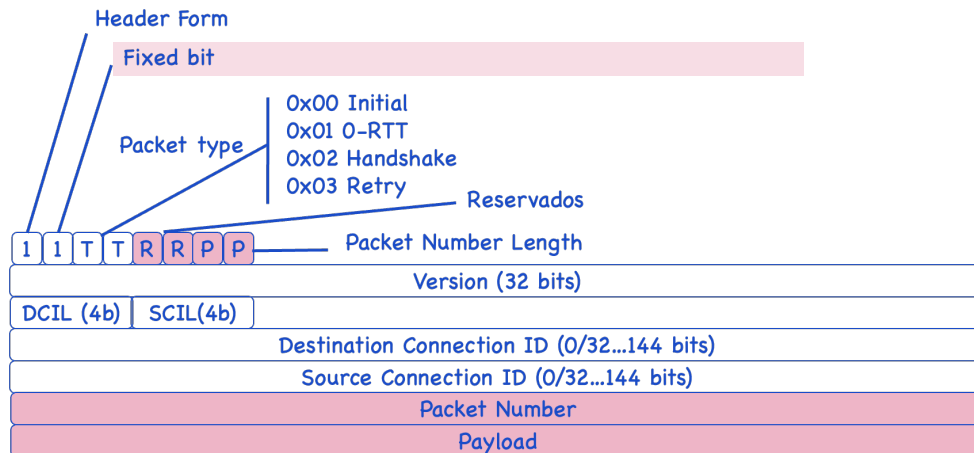 Header Form
Fixed bit
0x00 Initial
0x01 0-RTT
Packet type
0x02 Handshake
0x03 Retry
Reservados
1 1 T T R R P P
Packet Number Length
Version (32 bits)
DCIL (4b) SCIL(4b)
Destination Connection ID (0/32...144 bits)
Source Connection ID (0/32...144 bits)
Packet Number
Payload